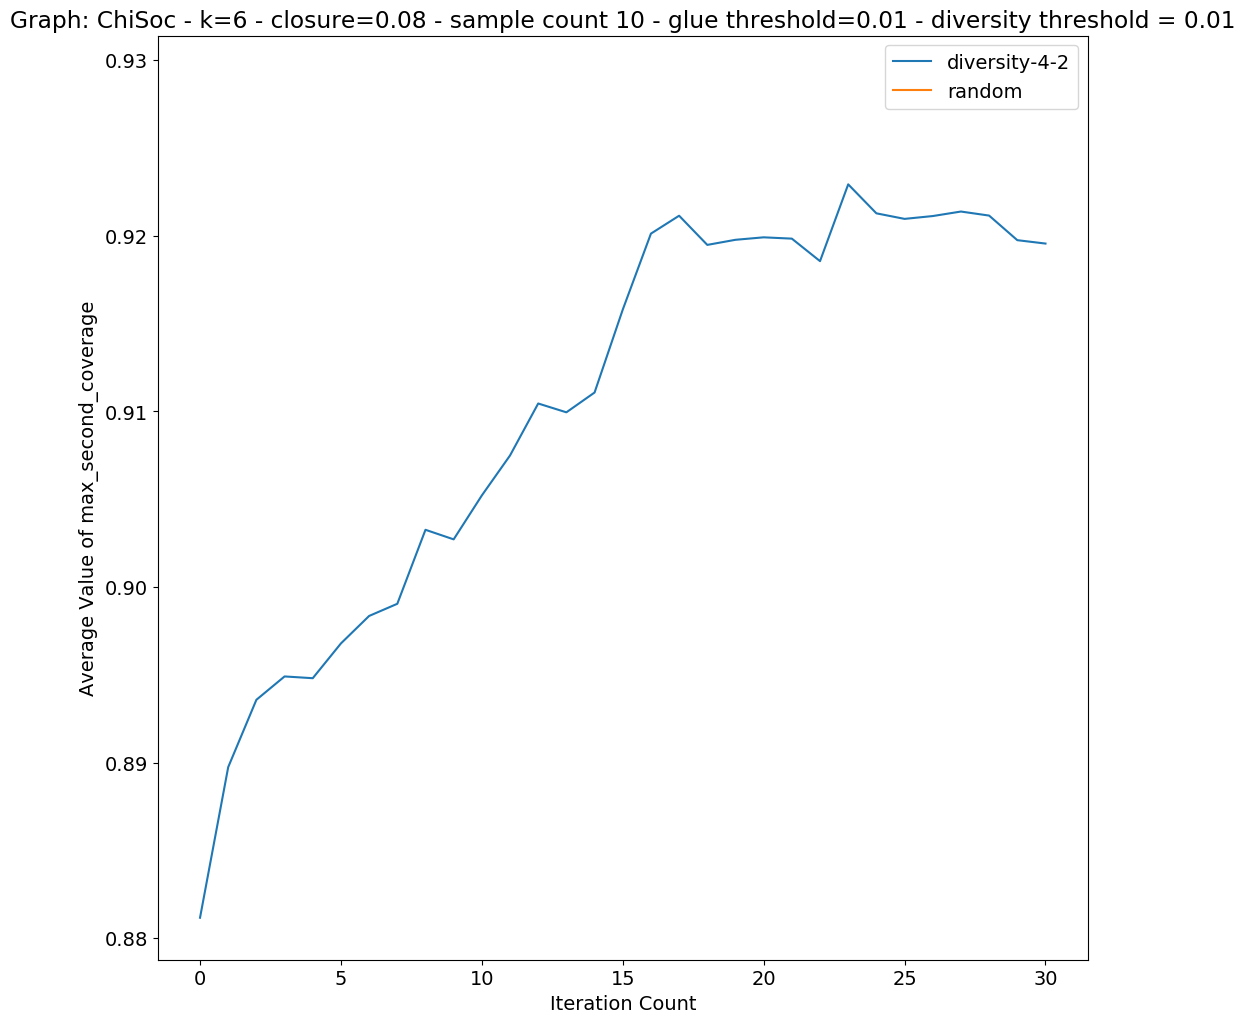 Graph: ChiSoc - k=6 - closure=0.08 - sample count 10 - glue threshold=0.01 - diversity threshold = 0.01
diversity-4-2
random
Average Value of max_second_coverage
0.93
0.92
0.91
0.90
0.89
0.88
0 5 10 15 20 25 30
Iteration Count